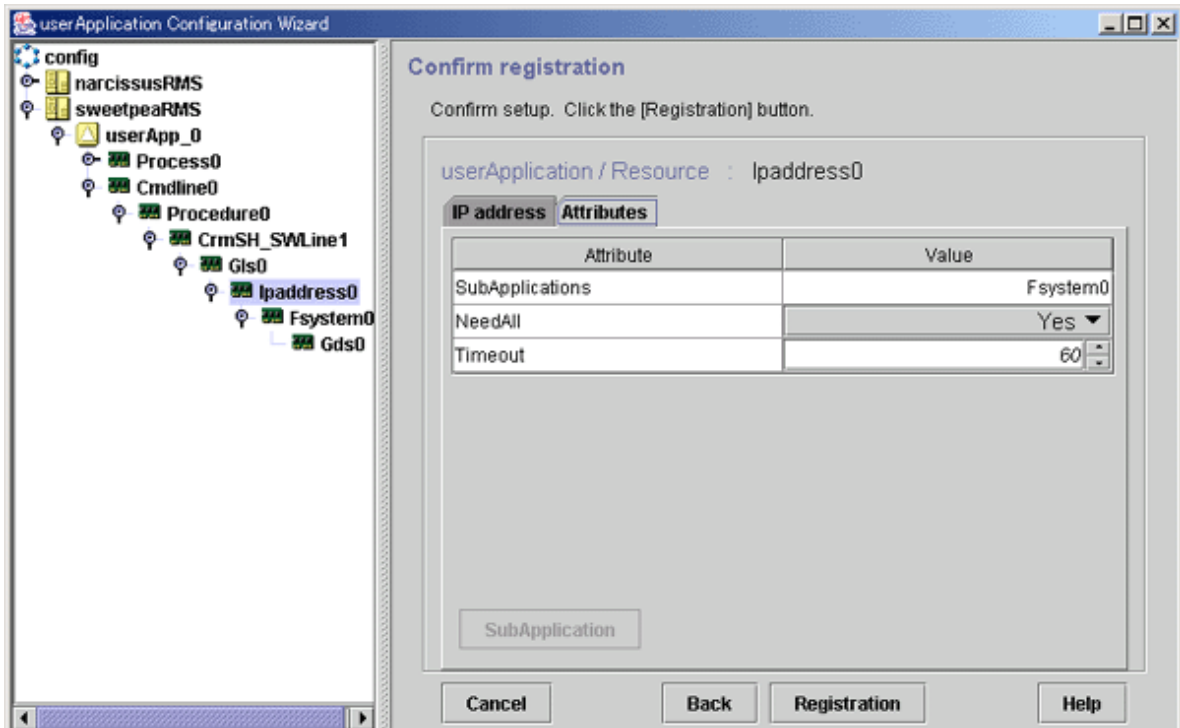 userApplication Configuration Wizard
config
narcissusRMS
sweetpeaRMS
userApp_0
Process0
Cmdline0
Procedure0
CrmSH_SWLine1
Gls0
Ipaddress0
Fsystem0
Gds0
Confirm registration
Confirm setup. Click the [Registration] button.
userApplication / Resource : Ipaddress0
IP address Attributes
Attribute Value
SubApplications Fsystem0
NeedAll Yes
Timeout 60
SubApplication
Cancel Back Registration Help